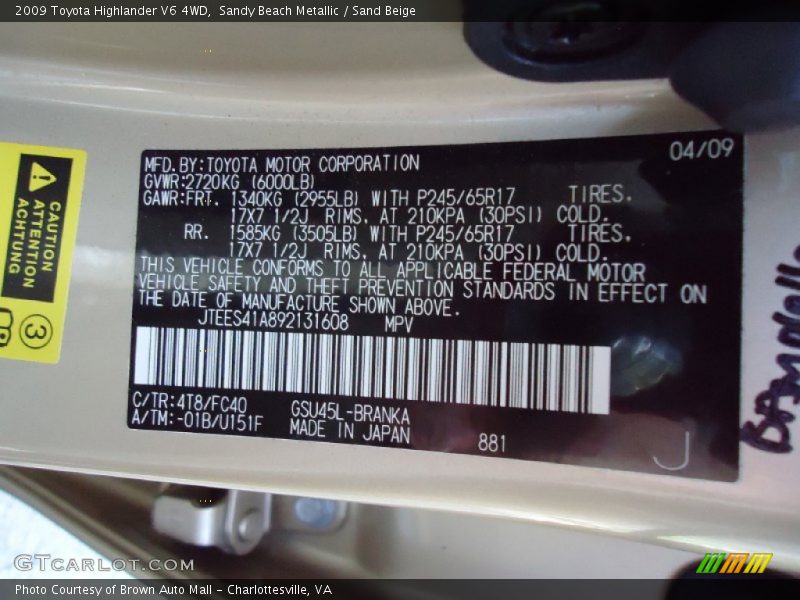 2009 Toyota Highlander V6 4WD, Sandy Beach Metallic / Sand Beige
04/09
MFD. BY: TOYOTA MOTOR CORPORATION
GVWR: 2720KG (6000LB)
GAWR: FRT. 1340KG (2955LB) WITH P245/65R17 TIRES.
17X7 1/2J RIMS, AT 210KPA (30PSI) COLD.
RR. 1585KG (3505LB) WITH P245/65R17 TIRES,
17X7 1/2J RIMS, AT 210KPA (30PSI) COLD.
THIS VEHICLE CONFORMS TO ALL APPLICABLE FEDERAL MOTOR
VEHICLE SAFETY AND THEFT PREVENTION STANDARDS IN EFFECT ON
THE DATE OF MANUFACTURE SHOWN ABOVE.
JTEES41A892131608 MPV
C/TR: 4T8/FC40
A/TM: -01B/U151F
GSU45L-BRANKA
MADE IN JAPAN
881
J
CAUTION
ATTENTION
ACHTUNG
3
GTCARLOT.COM
Photo Courtesy of Brown Auto Mall - Charlottesville, VA